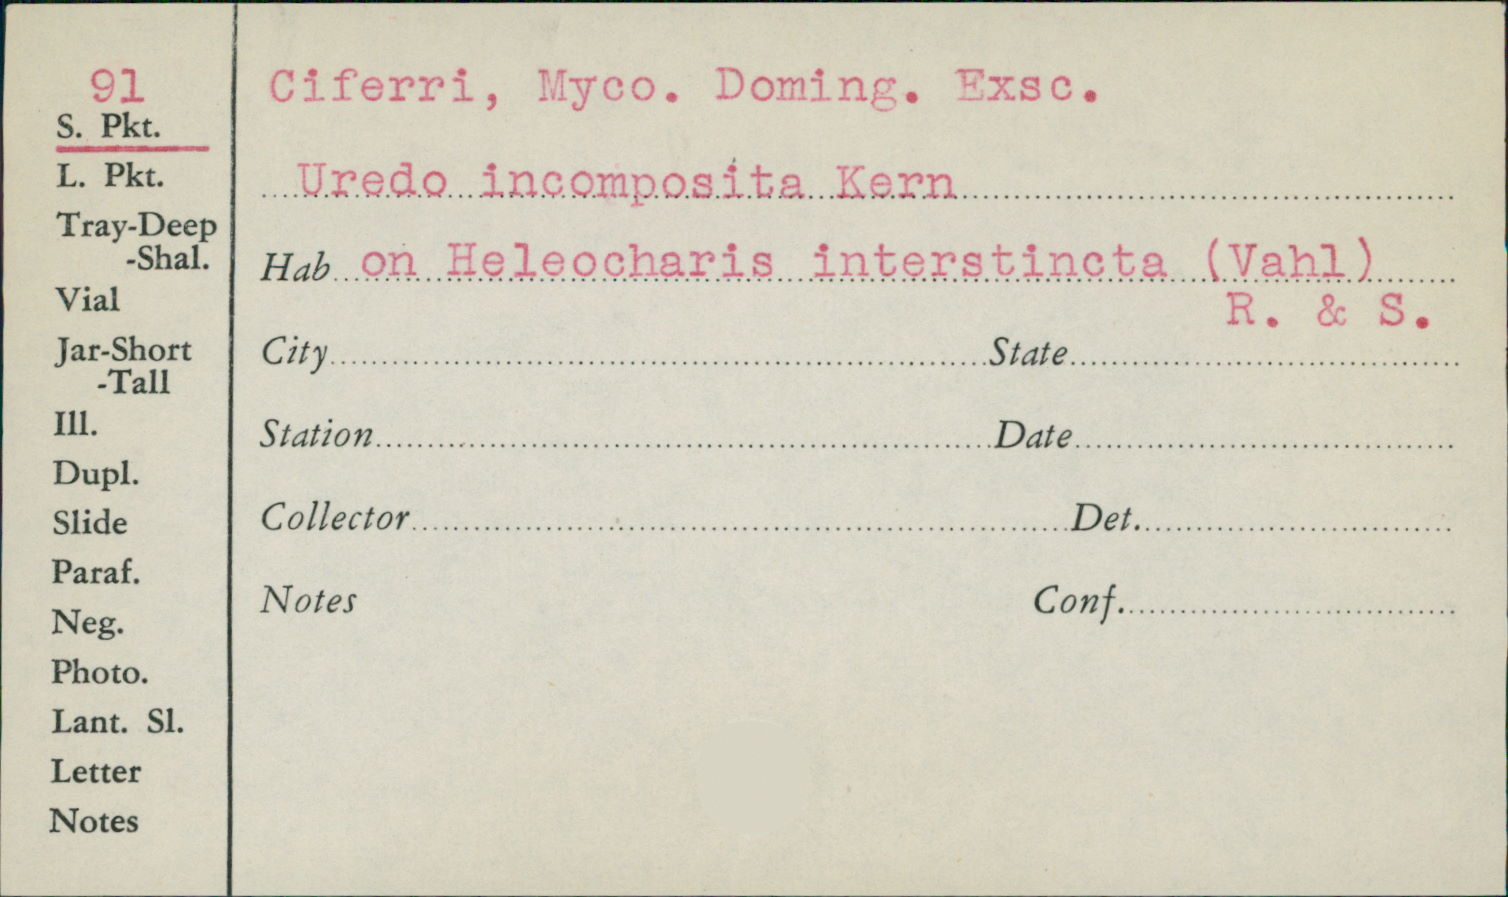 91
S. Pkt.
L. Pkt.
Tray-Deep
-Shal.
Vial
Jar-Short
-Tall
Ill.
Dupl.
Slide
Paraf.
Neg.
Photo.
Lant. Sl.
Letter
Notes
Ciferri, Myco. Doming. Exsc.
Uredo incomposita Kern
Hab on Heleocharis interstincta (Vahl)
R. & S.
City State
Station Date
Collector Det.
Notes Conf.